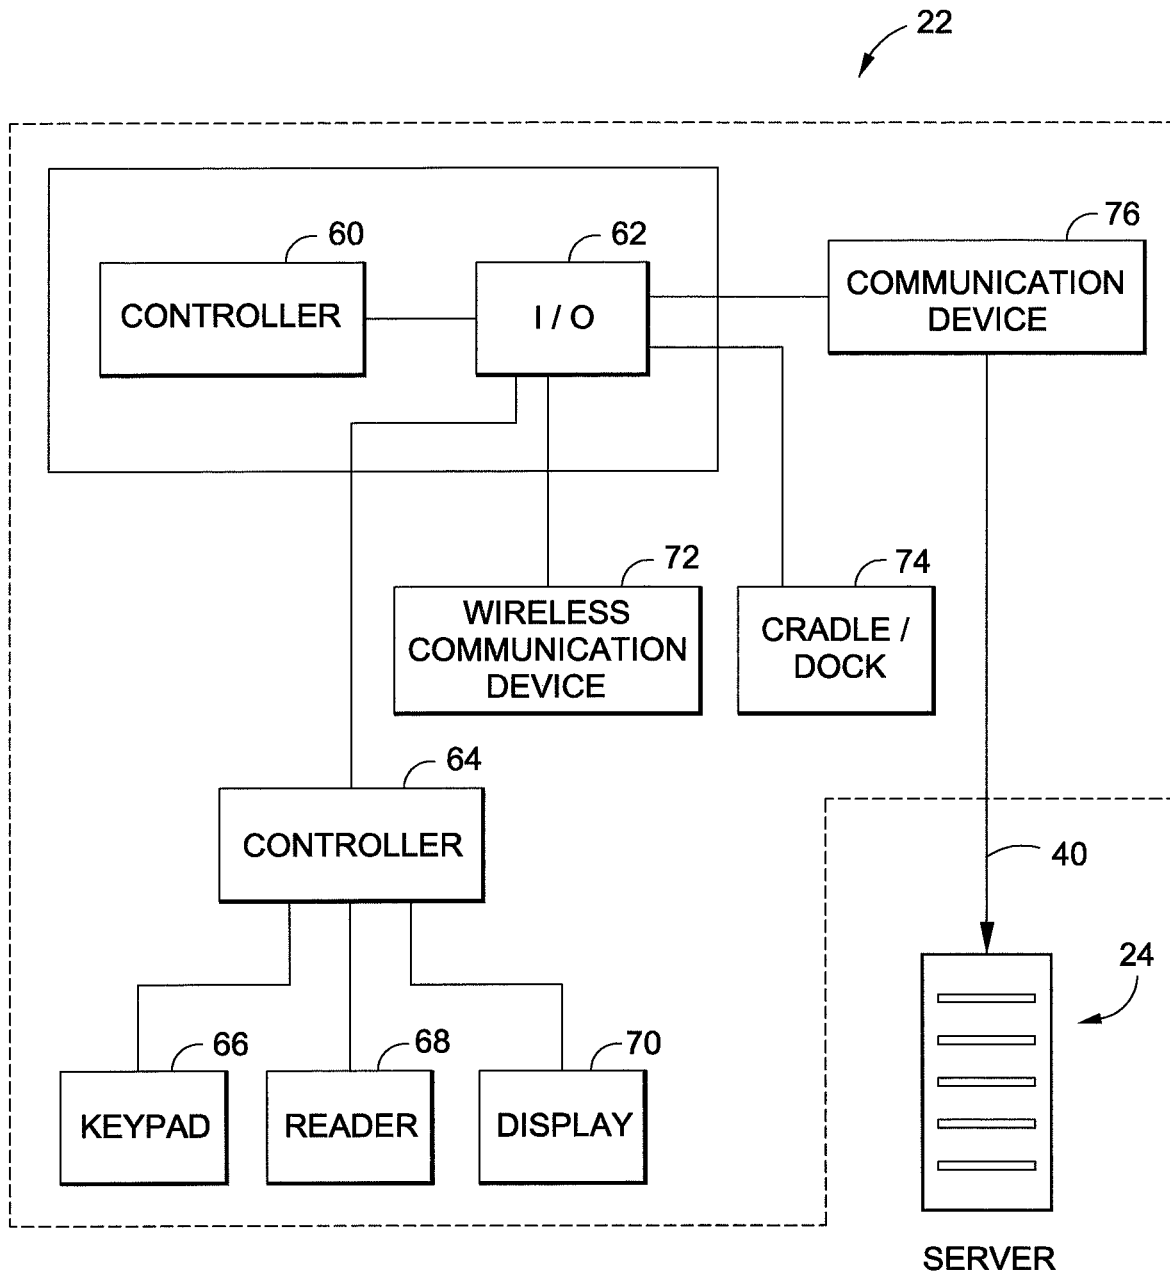 22
60
62
76
CONTROLLER
I / O
COMMUNICATION
DEVICE
72
74
WIRELESS
COMMUNICATION
DEVICE
CRADLE /
DOCK
64
CONTROLLER
40
24
66
68
70
KEYPAD
READER
DISPLAY
SERVER